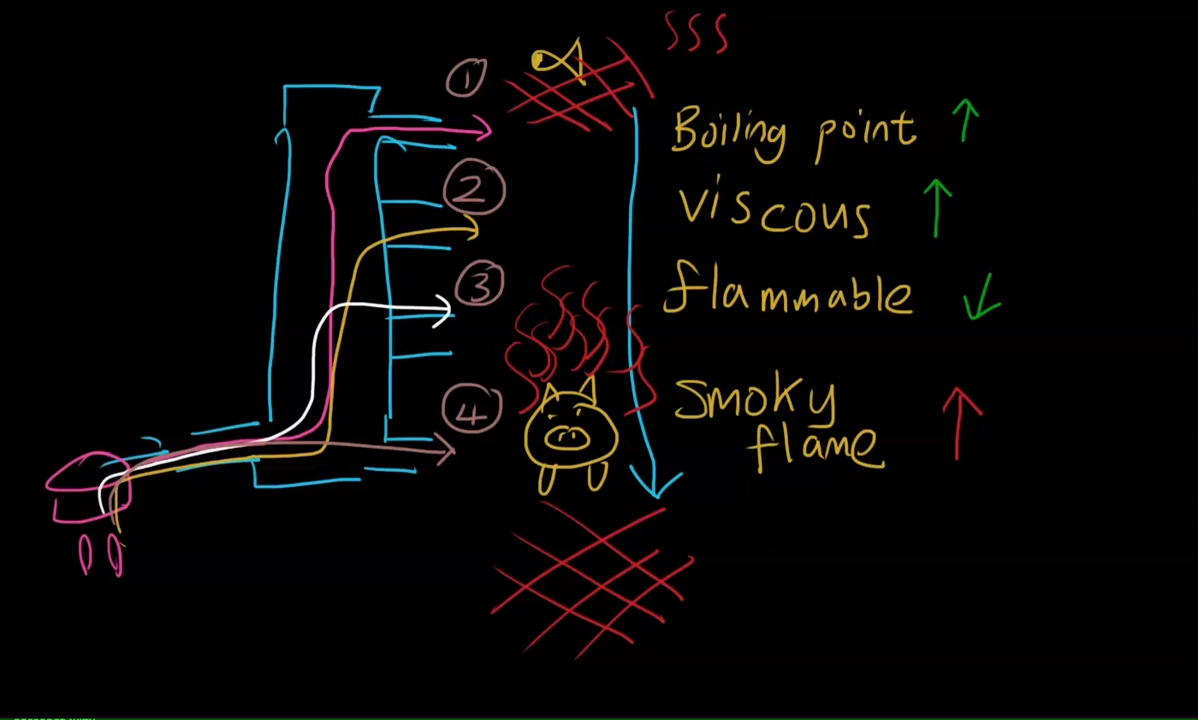 1
Boiling point ↑
2
viscous ↑
3
flammable ↓
4
Smoky
flame ↑